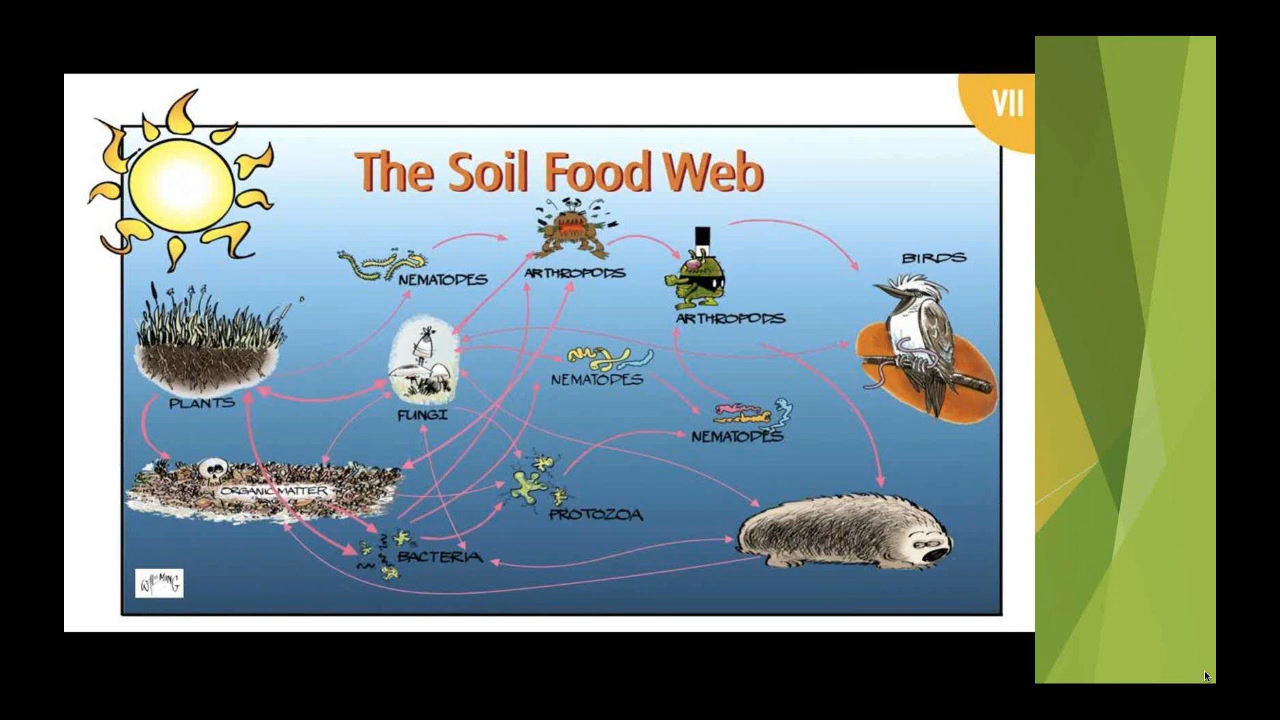 VII
The Soil Food Web
BIRDS
NEMATODES
ARTHROPODS
ARTHROPODS
NEMATODES
PLANTS
FUNGI
NEMATODES
ORGANIC MATTER
PROTOZOA
BACTERIA